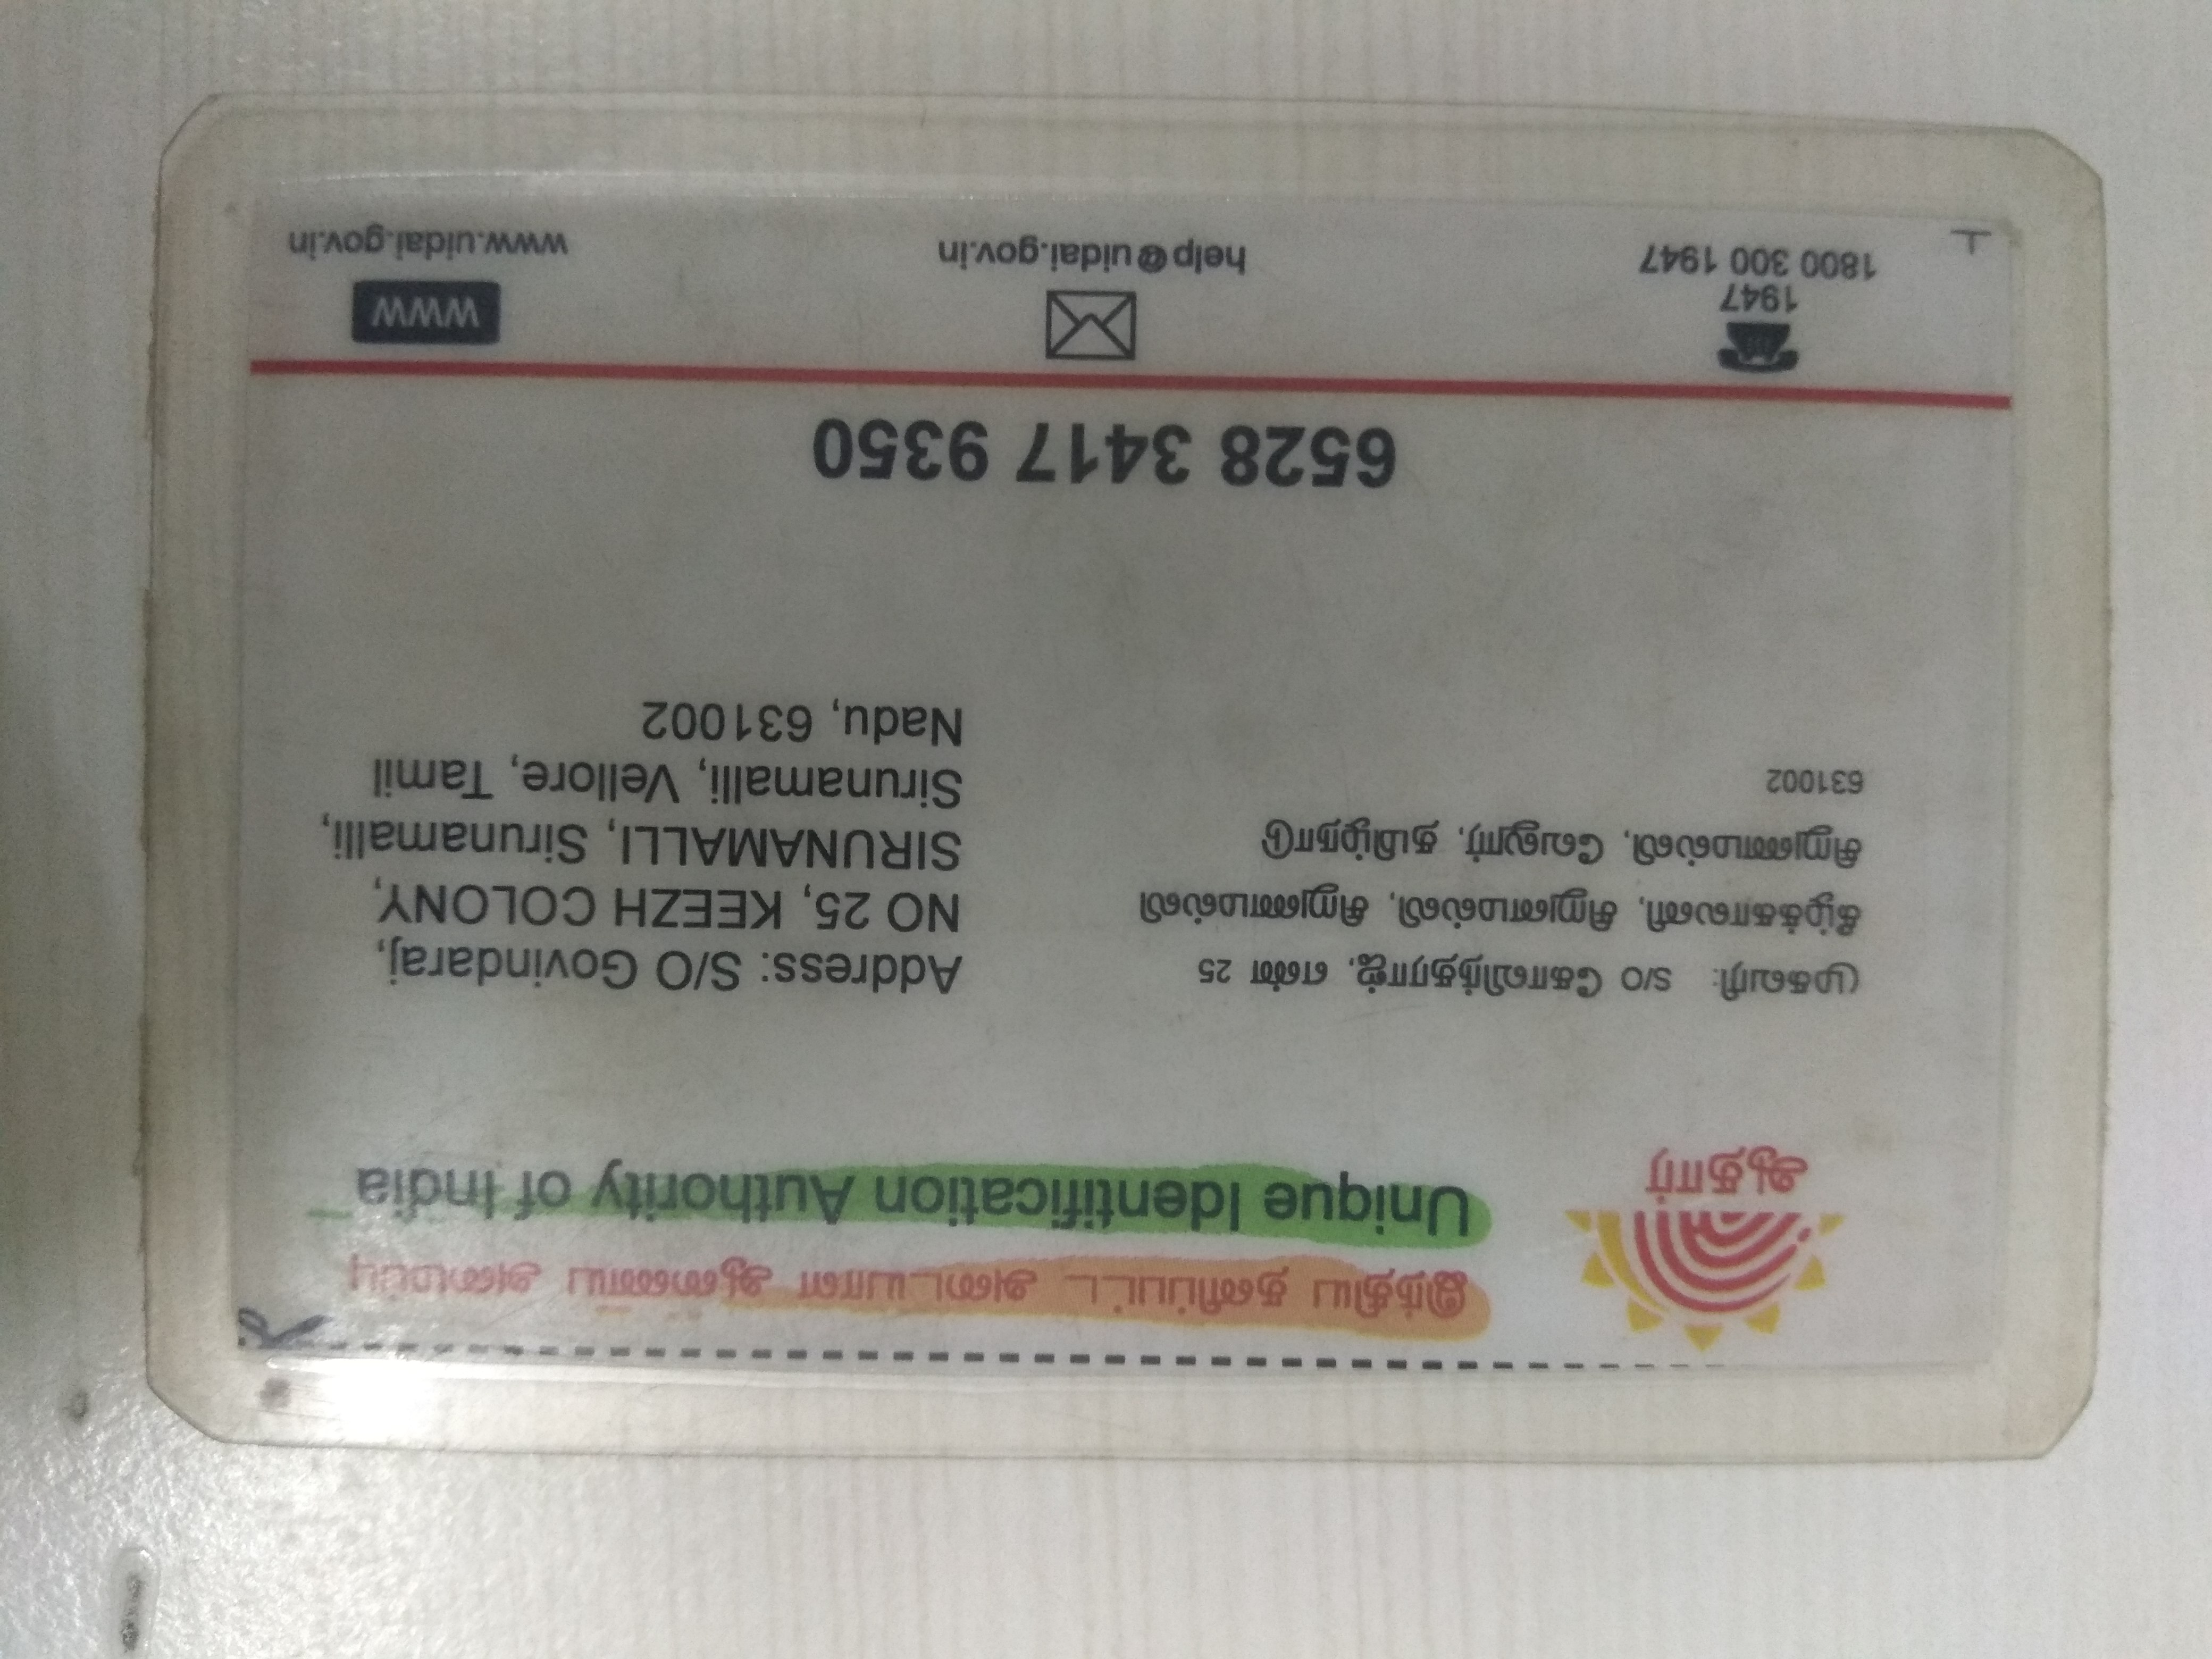 இந்திய தனிப்பட்ட அடையாள ஆணைய அமைப்பு
Unique Identification Authority of India
ஆதார்
முகவரி: S/O கோவிந்தராஜ், எண் 25
கீழ்க்காலனி, சிறுணமல்லி, சிறுணமல்லி
சிறுணமல்லி, வேலூர், தமிழ்நாடு
631002
Address: S/O Govindaraj,
NO 25, KEEZH COLONY,
SIRUNAMALLI, Sirunamalli,
Sirunamalli, Vellore, Tamil
Nadu, 631002
6528 3417 9350
1947
1800 300 1947
help@uidai.gov.in
WWW
www.uidai.gov.in